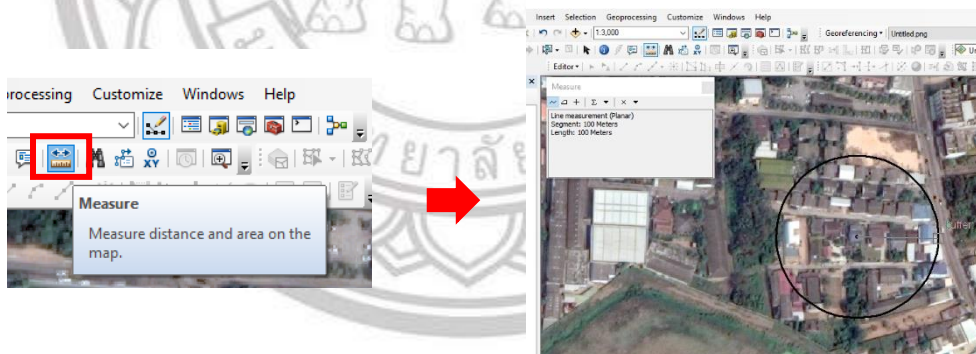 rocessing Customize Windows Help
Measure
Measure distance and area on the
map.
ยาลัย
Insert Selection Geoprocessing Customize Windows Help
1:3,000 Georeferencing Untitled.png
Editor
Measure
Line measurement (Planar)
Segment: 100 Meters
Length: 100 Meters
uffer